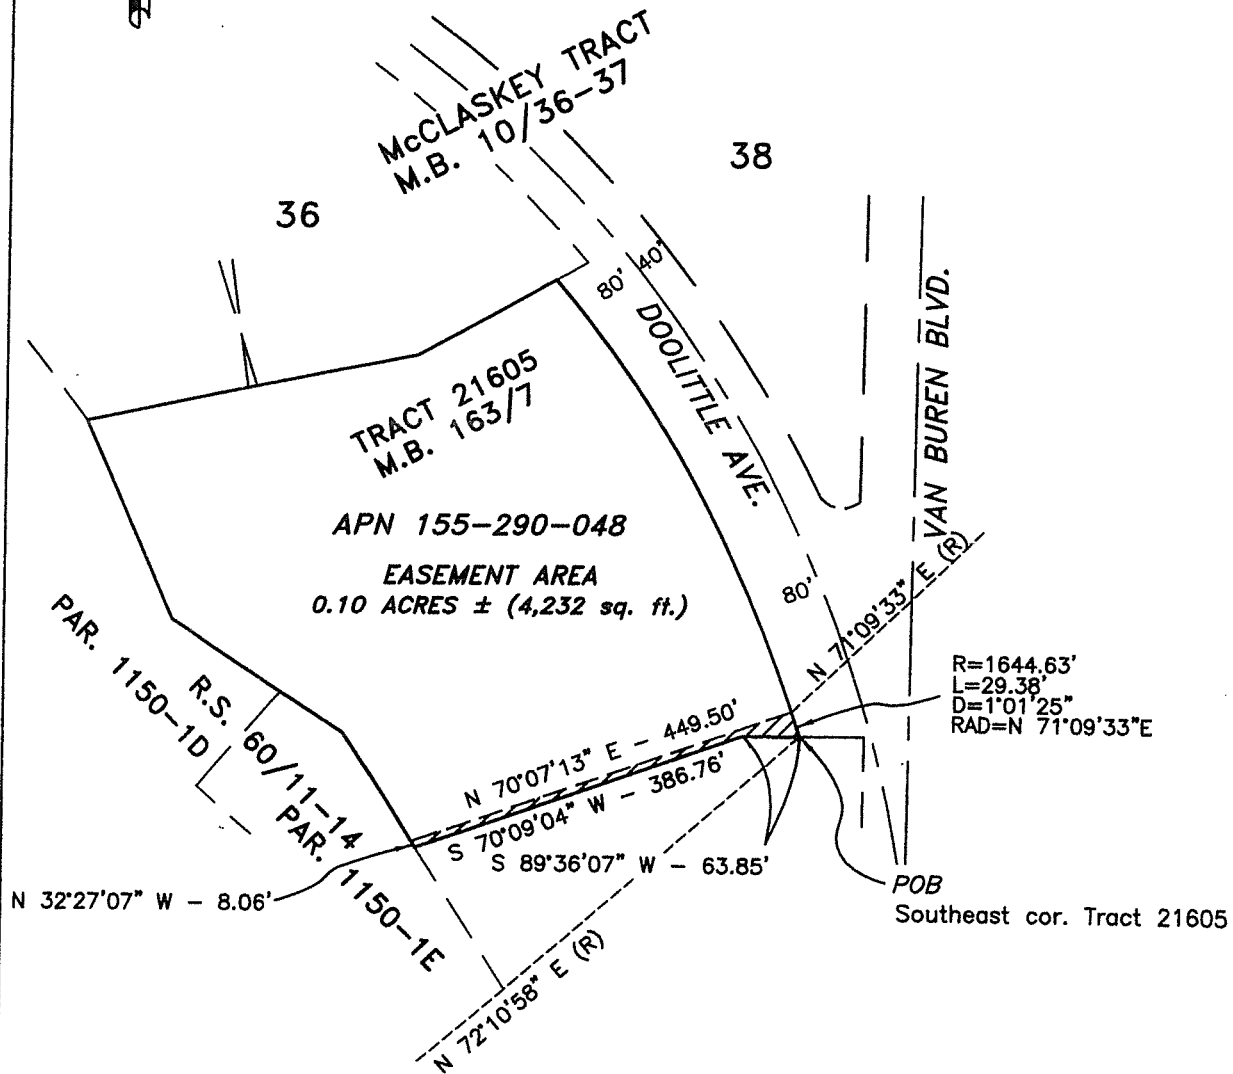 McCLASKEY TRACT
M.B. 10/36-37
38
36
80' 40'
DOOLITTLE AVE.
VAN BUREN BLVD.
TRACT 21605
M.B. 163/7
APN 155-290-048
EASEMENT AREA
0.10 ACRES ± (4,232 sq. ft.)
80'
N 71°09'33" E (R)
PAR. 1150-1D
R.S. 60/11-14
PAR. 1150-1E
R=1644.63'
L=29.38'
D=1°01'25"
RAD=N 71°09'33"E
N 70°07'13" E - 449.50'
S 70°09'04" W - 386.76'
S 89°36'07" W - 63.85'
N 32°27'07" W - 8.06'
POB
Southeast cor. Tract 21605
N 72°10'58" E (R)